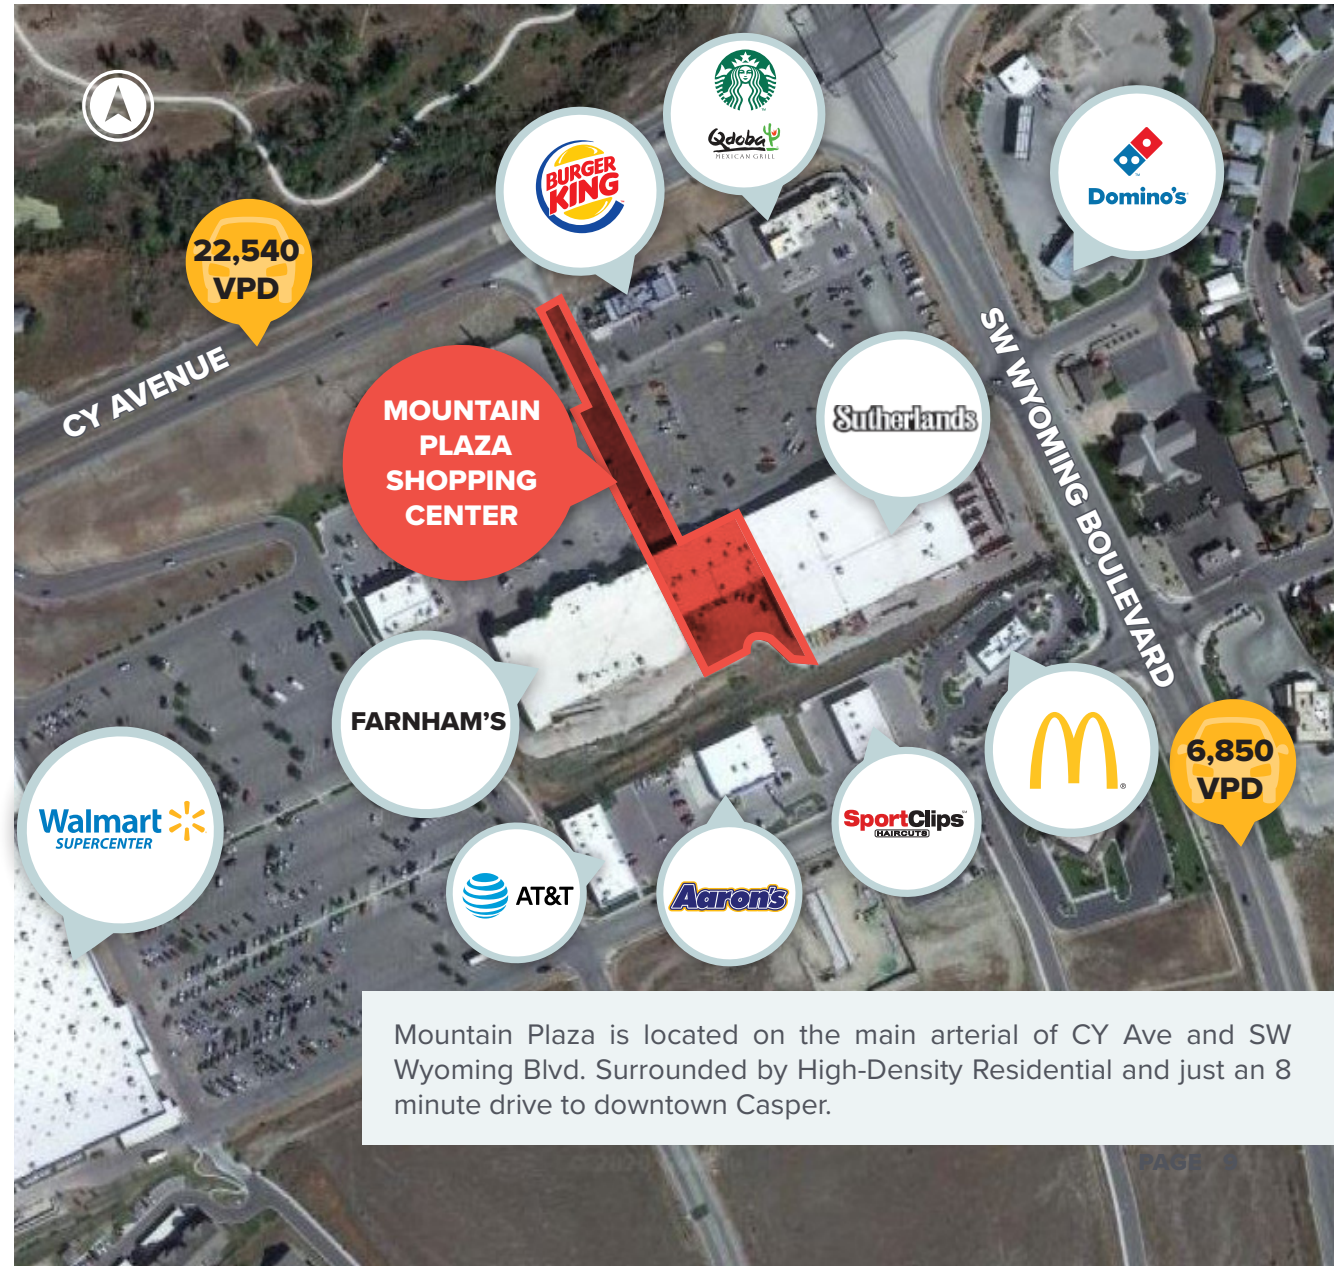 Qdoba
MEXICAN GRILL
BURGER
KING
™
Domino's
22,540
VPD
CY AVENUE
SW WYOMING BOULEVARD
MOUNTAIN
PLAZA
SHOPPING
CENTER
Sutherlands
FARNHAM'S
Walmart
SUPERCENTER
6,850
VPD
SportClips
HAIRCUTS
AT&T
Aaron's
Mountain Plaza is located on the main arterial of CY Ave and SW
Wyoming Blvd. Surrounded by High-Density Residential and just an 8
minute drive to downtown Casper.
PAGE